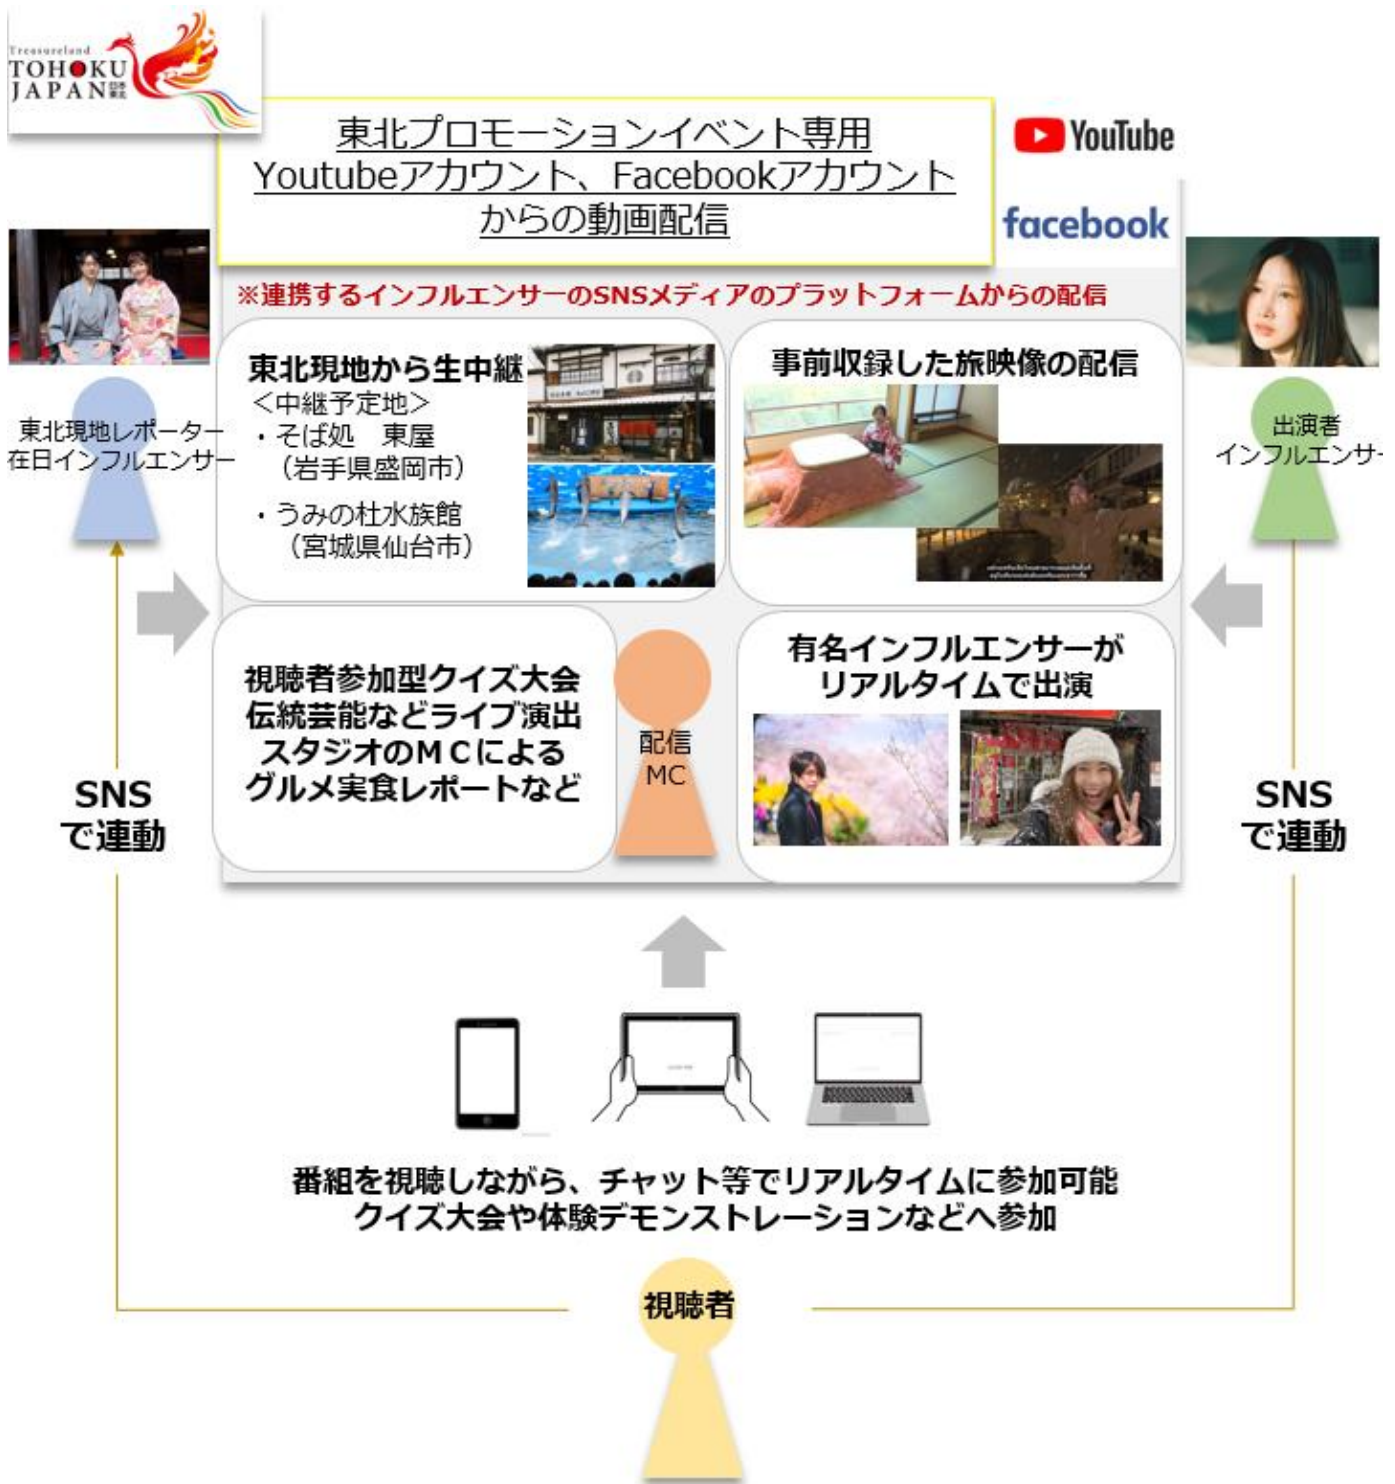 Treasureland
TOHOKU
JAPAN
東北プロモーションイベント専用
Youtubeアカウント、Facebookアカウント
からの動画配信
YouTube
facebook
※連携するインフルエンサーのSNSメディアのプラットフォームからの配信
東北現地レポーター
在日インフルエンサー
東北現地から生中継
＜中継予定地＞
・そば処　東屋
（岩手県盛岡市）
・うみの杜水族館
（宮城県仙台市）
事前収録した旅映像の配信
出演者
インフルエンサー
視聴者参加型クイズ大会
伝統芸能などライブ演出
スタジオのＭＣによる
グルメ実食レポートなど
配信
MC
有名インフルエンサーが
リアルタイムで出演
SNS
で連動
SNS
で連動
番組を視聴しながら、チャット等でリアルタイムに参加可能
クイズ大会や体験デモンストレーションなどへ参加
視聴者